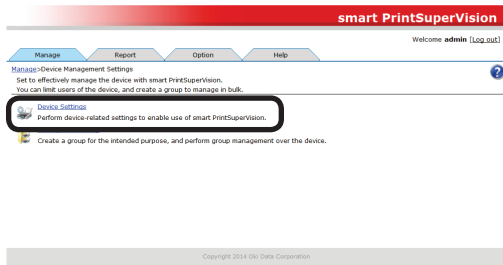 smart PrintSuperVision
Welcome admin [Log out]
Manage Report Option Help
Manage>Device Management Settings
Set to effectively manage the device with smart PrintSuperVision.
You can limit users of the device, and create a group to manage in bulk.
Device Settings
Perform device-related settings to enable use of smart PrintSuperVision.
Create a group for the intended purpose, and perform group management over the device.
Copyright 2014 Oki Data Corporation